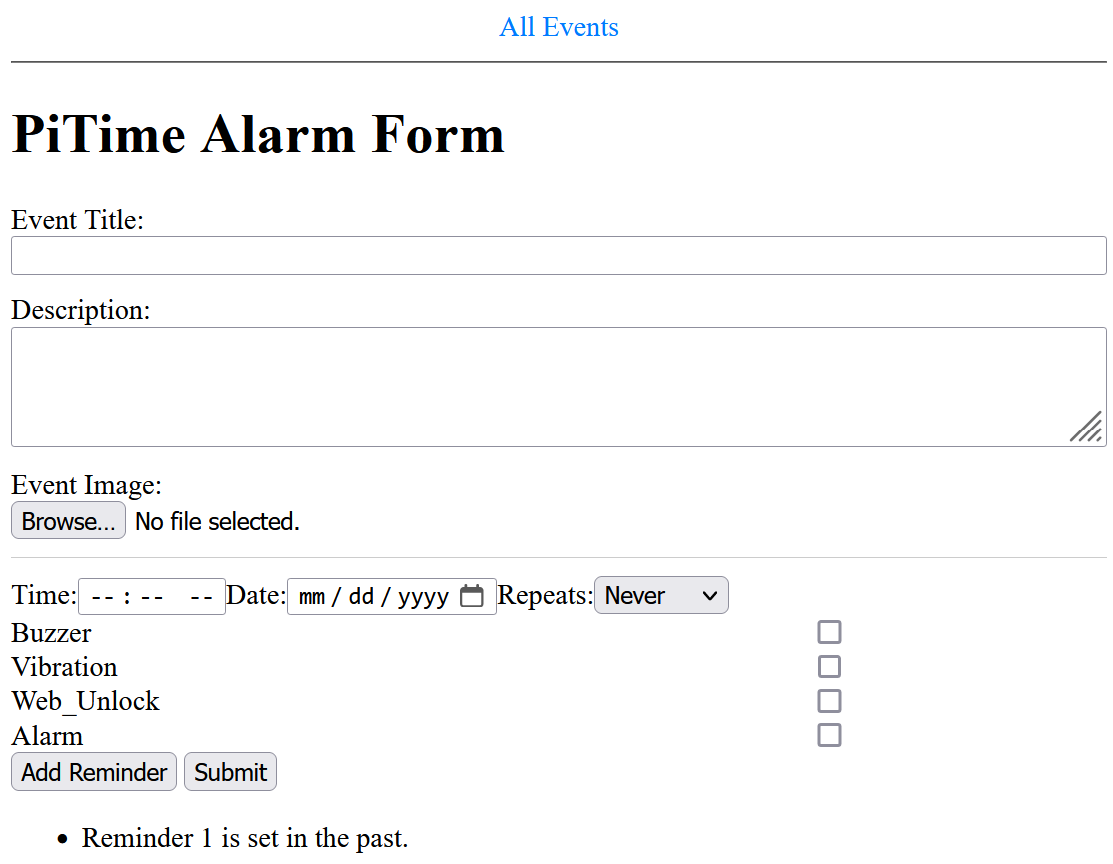 All Events
PiTime Alarm Form
Event Title:
Description:
Event Image:
Browse... No file selected.
Time: -- : -- -- Date: mm / dd / yyyy Repeats: Never
Buzzer
Vibration
Web_Unlock
Alarm
Add Reminder Submit
• Reminder 1 is set in the past.